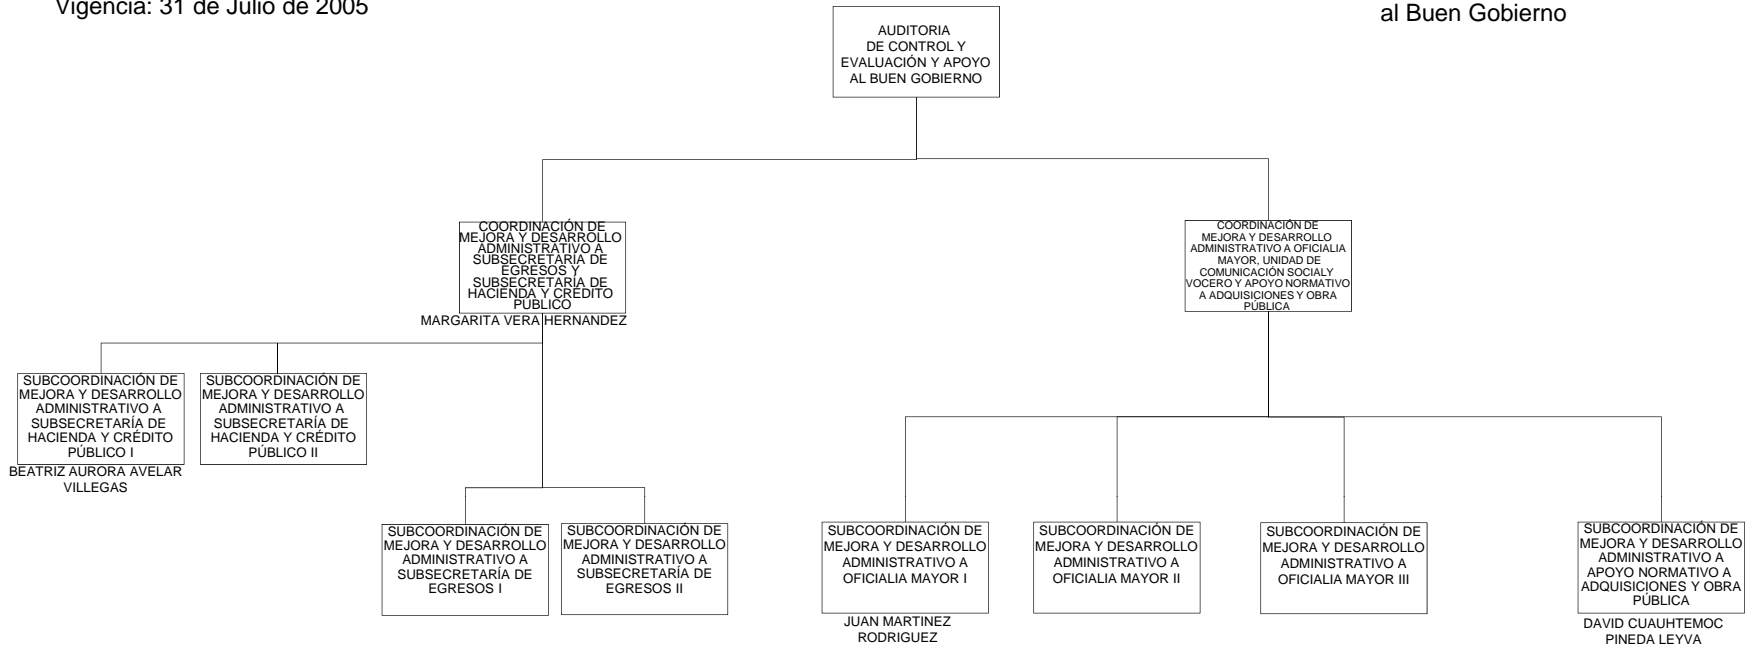 Vigencia: 31 de Julio de 2005
al Buen Gobierno
AUDITORIA
DE CONTROL Y
EVALUACIÓN Y APOYO
AL BUEN GOBIERNO
COORDINACIÓN DE
MEJORA Y DESARROLLO
ADMINISTRATIVO A
SUBSECRETARÍA DE
EGRESOS Y
SUBSECRETARÍA DE
HACIENDA Y CRÉDITO
PÚBLICO
MARGARITA VERA HERNANDEZ
COORDINACIÓN DE
MEJORA Y DESARROLLO
ADMINISTRATIVO A OFICIALIA
MAYOR, UNIDAD DE
COMUNICACIÓN SOCIALY
VOCERO Y APOYO NORMATIVO
A ADQUISICIONES Y OBRA
PÚBLICA
SUBCOORDINACIÓN DE
MEJORA Y DESARROLLO
ADMINISTRATIVO A
SUBSECRETARÍA DE
HACIENDA Y CRÉDITO
PÚBLICO I
BEATRIZ AURORA AVELAR
VILLEGAS
SUBCOORDINACIÓN DE
MEJORA Y DESARROLLO
ADMINISTRATIVO A
SUBSECRETARÍA DE
HACIENDA Y CRÉDITO
PÚBLICO II
SUBCOORDINACIÓN DE
MEJORA Y DESARROLLO
ADMINISTRATIVO A
SUBSECRETARÍA DE
EGRESOS I
SUBCOORDINACIÓN DE
MEJORA Y DESARROLLO
ADMINISTRATIVO A
SUBSECRETARÍA DE
EGRESOS II
SUBCOORDINACIÓN DE
MEJORA Y DESARROLLO
ADMINISTRATIVO A
OFICIALIA MAYOR I
JUAN MARTINEZ
RODRIGUEZ
SUBCOORDINACIÓN DE
MEJORA Y DESARROLLO
ADMINISTRATIVO A
OFICIALIA MAYOR II
SUBCOORDINACIÓN DE
MEJORA Y DESARROLLO
ADMINISTRATIVO A
OFICIALIA MAYOR III
SUBCOORDINACIÓN DE
MEJORA Y DESARROLLO
ADMINISTRATIVO A
APOYO NORMATIVO A
ADQUISICIONES Y OBRA
PÚBLICA
DAVID CUAUHTEMOC
PINEDA LEYVA